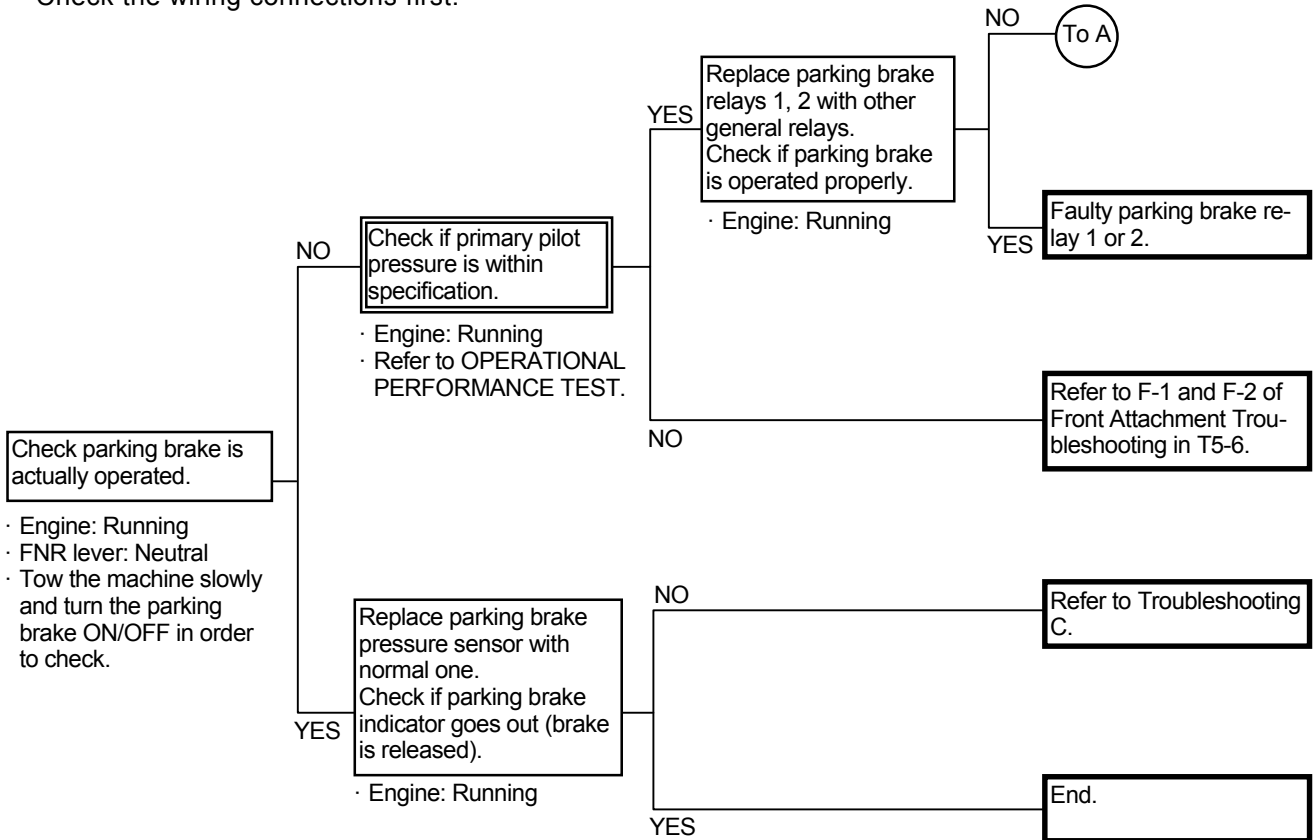 Check the wiring connections first.
NO
To A
Replace parking brake
relays 1, 2 with other
general relays.
Check if parking brake
is operated properly.
YES
· Engine: Running
YES
Faulty parking brake re-
lay 1 or 2.
NO
Check if primary pilot
pressure is within
specification.
· Engine: Running
· Refer to OPERATIONAL
PERFORMANCE TEST.
NO
Refer to F-1 and F-2 of
Front Attachment Trou-
bleshooting in T5-6.
Check parking brake is
actually operated.
· Engine: Running
· FNR lever: Neutral
· Tow the machine slowly
and turn the parking
brake ON/OFF in order
to check.
YES
Replace parking brake
pressure sensor with
normal one.
Check if parking brake
indicator goes out (brake
is released).
· Engine: Running
NO
Refer to Troubleshooting
C.
YES
End.